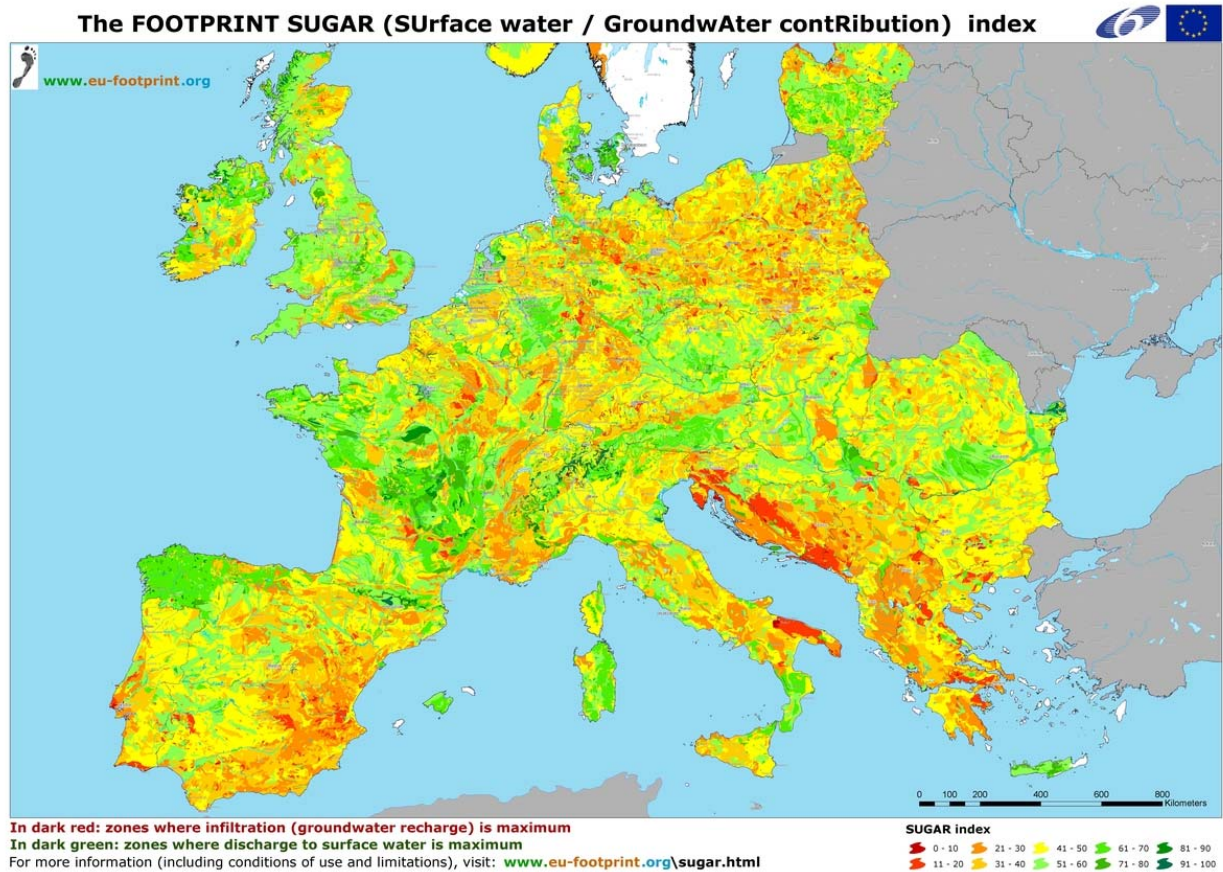 The FOOTPRINT SUGAR (SUrface water / GroundwAter contRibution) index
6
www.eu-footprint.org
0 100 200 400 600 800
Kilometers
In dark red: zones where infiltration (groundwater recharge) is maximum
In dark green: zones where discharge to surface water is maximum
For more information (including conditions of use and limitations), visit: www.eu-footprint.org\sugar.html
SUGAR index
0 - 10 21 - 30 41 - 50 61 - 70 81 - 90
11 - 20 31 - 40 51 - 60 71 - 80 91 - 100